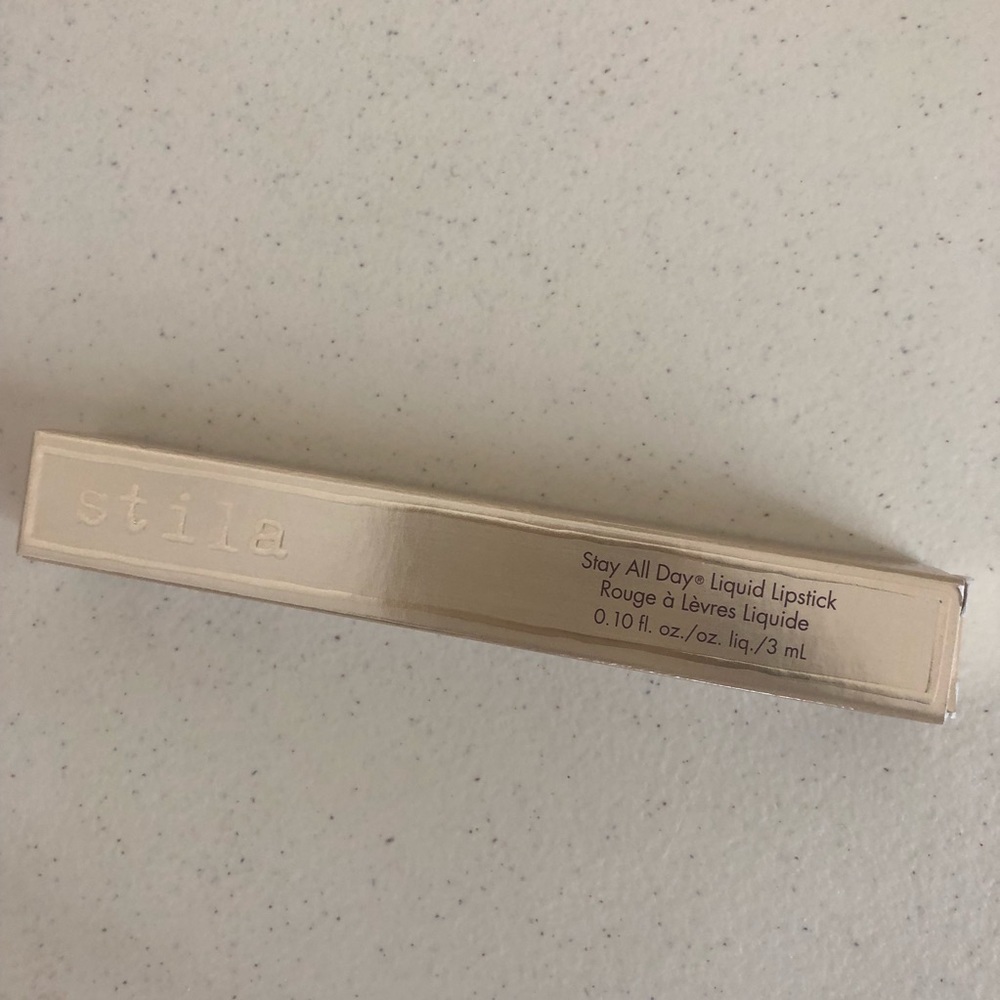 stila
Stay All Day® Liquid Lipstick
Rouge à Lèvres Liquide
0.10 fl. oz./oz. liq./3 mL